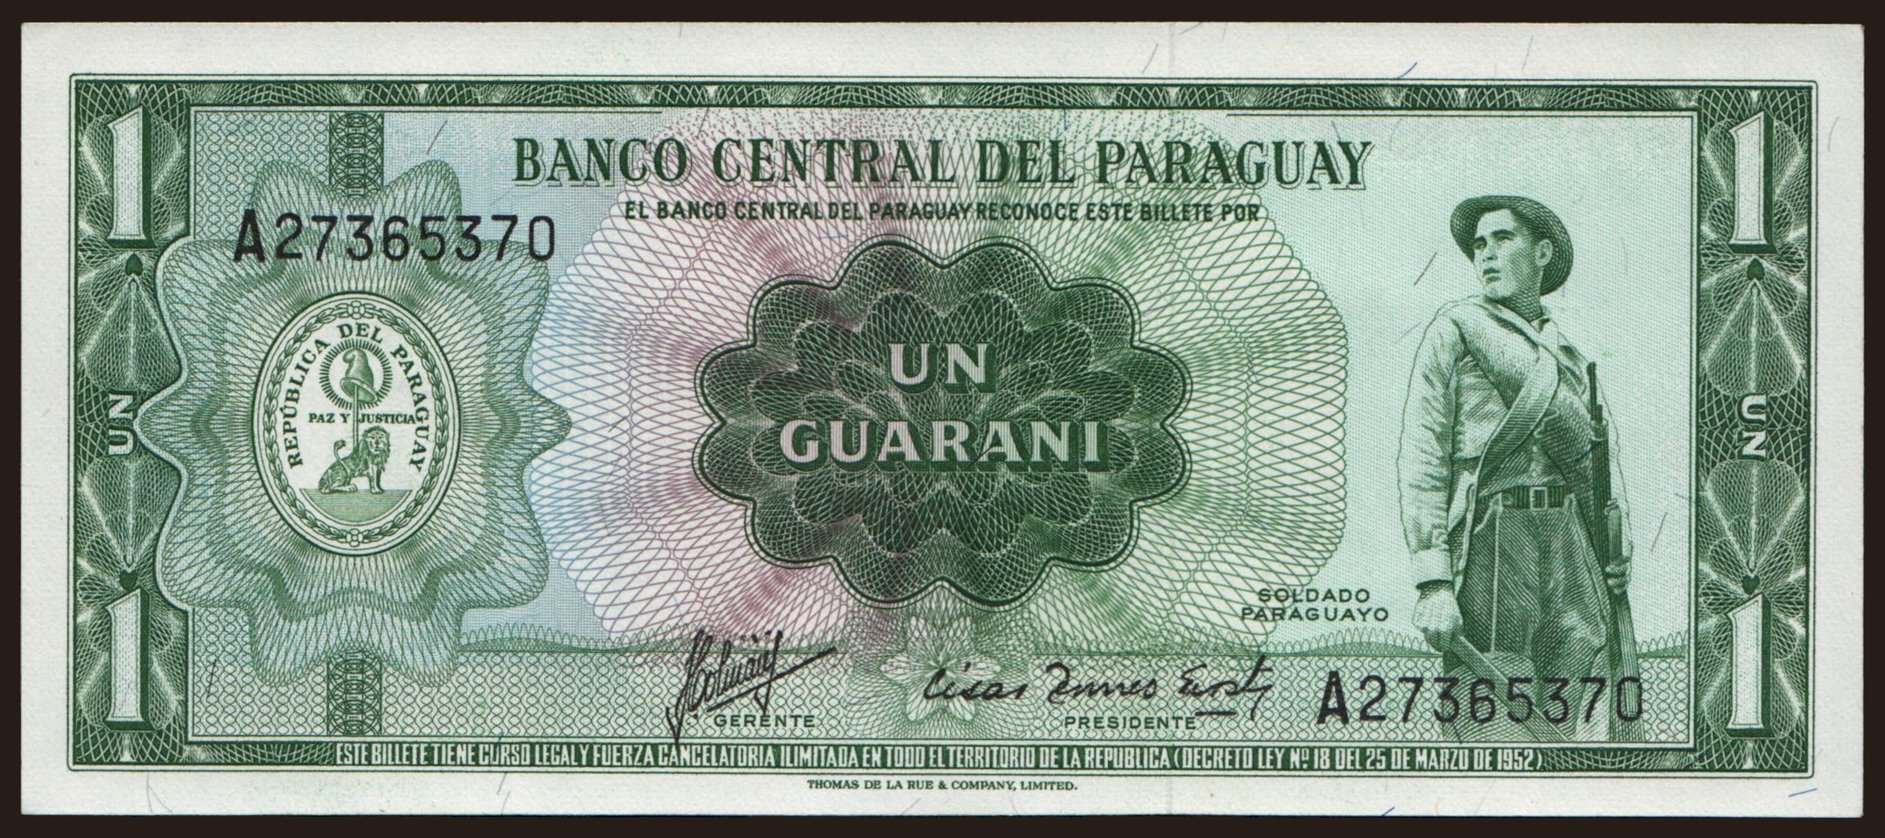 1
1
BANCO CENTRAL DEL PARAGUAY
EL BANCO CENTRAL DEL PARAGUAY RECONOCE ESTE BILLETE POR
A27365370
REPÚBLICA DEL PARAGUAY
PAZ Y JUSTICIA
UN
GUARANI
UN
UN
SOLDADO
PARAGUAYO
1
1
GERENTE
PRESIDENTE
A27365370
ESTE BILLETE TIENE CURSO LEGAL Y FUERZA CANCELATORIA ILIMITADA EN TODO EL TERRITORIO DE LA REPUBLICA (DECRETO LEY Nº 18 DEL 25 DE MARZO DE 1952)
THOMAS DE LA RUE & COMPANY, LIMITED.